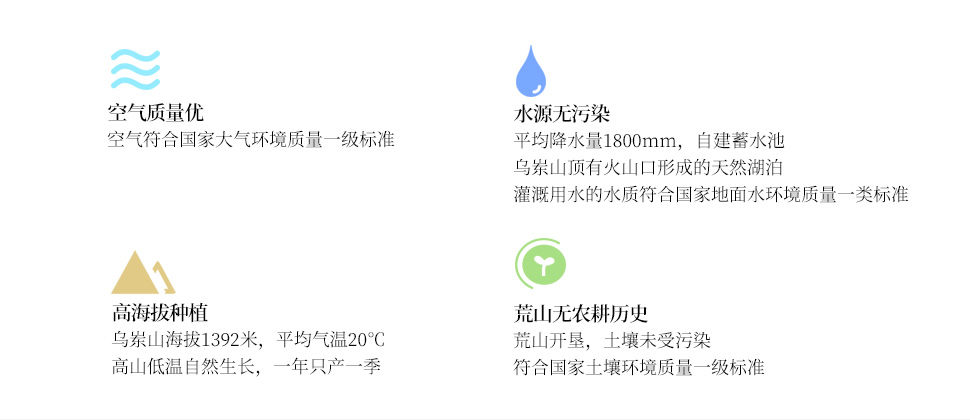 空气质量优
空气符合国家大气环境质量一级标准
水源无污染
平均降水量1800mm，自建蓄水池
乌岽山顶有火山口形成的天然湖泊
灌溉用水的水质符合国家地面水环境质量一类标准
高海拔种植
乌岽山海拔1392米，平均气温20℃
高山低温自然生长，一年只产一季
荒山无农耕历史
荒山开垦，土壤未受污染
符合国家土壤环境质量一级标准